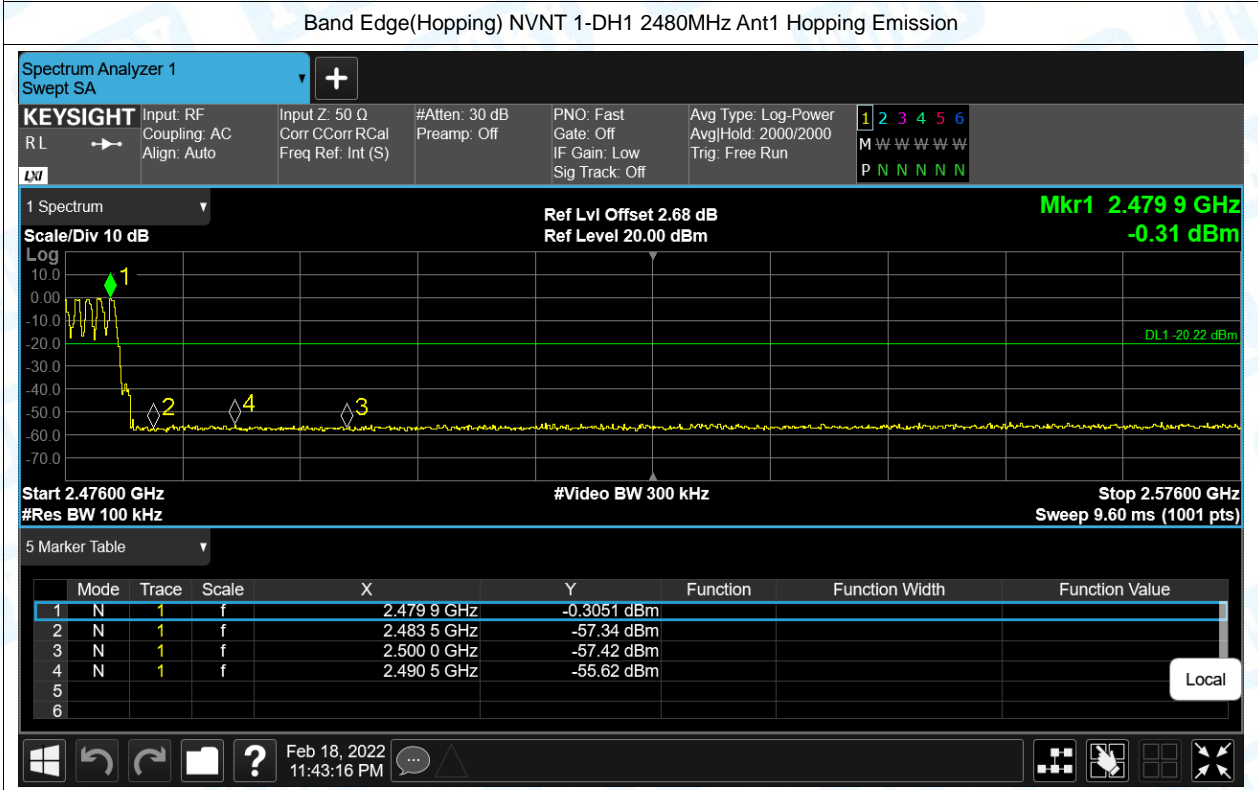 Band Edge(Hopping) NVNT 1-DH1 2480MHz Ant1 Hopping Emission
Spectrum Analyzer 1
Swept SA
KEYSIGHT
RL
LXI
Input: RF
Coupling: AC
Align: Auto
Input Z: 50 Ω
Corr CCorr RCal
Freq Ref: Int (S)
#Atten: 30 dB
Preamp: Off
PNO: Fast
Gate: Off
IF Gain: Low
Sig Track: Off
Avg Type: Log-Power
Avg|Hold: 2000/2000
Trig: Free Run
1 2 3 4 5 6
M W W W W W
P N N N N N
1 Spectrum
Scale/Div 10 dB
Ref Lvl Offset 2.68 dB
Ref Level 20.00 dBm
Mkr1 2.479 9 GHz
-0.31 dBm
Log
10.0
0.00
-10.0
-20.0
-30.0
-40.0
-50.0
-60.0
-70.0
1
2
4
3
DL1 -20.22 dBm
Start 2.47600 GHz
#Res BW 100 kHz
#Video BW 300 kHz
Stop 2.57600 GHz
Sweep 9.60 ms (1001 pts)
5 Marker Table
Mode Trace Scale X Y Function Function Width Function Value
1 N 1 f 2.479 9 GHz -0.3051 dBm
2 N 1 f 2.483 5 GHz -57.34 dBm
3 N 1 f 2.500 0 GHz -57.42 dBm
4 N 1 f 2.490 5 GHz -55.62 dBm
5
6
Local
?
Feb 18, 2022
11:43:16 PM